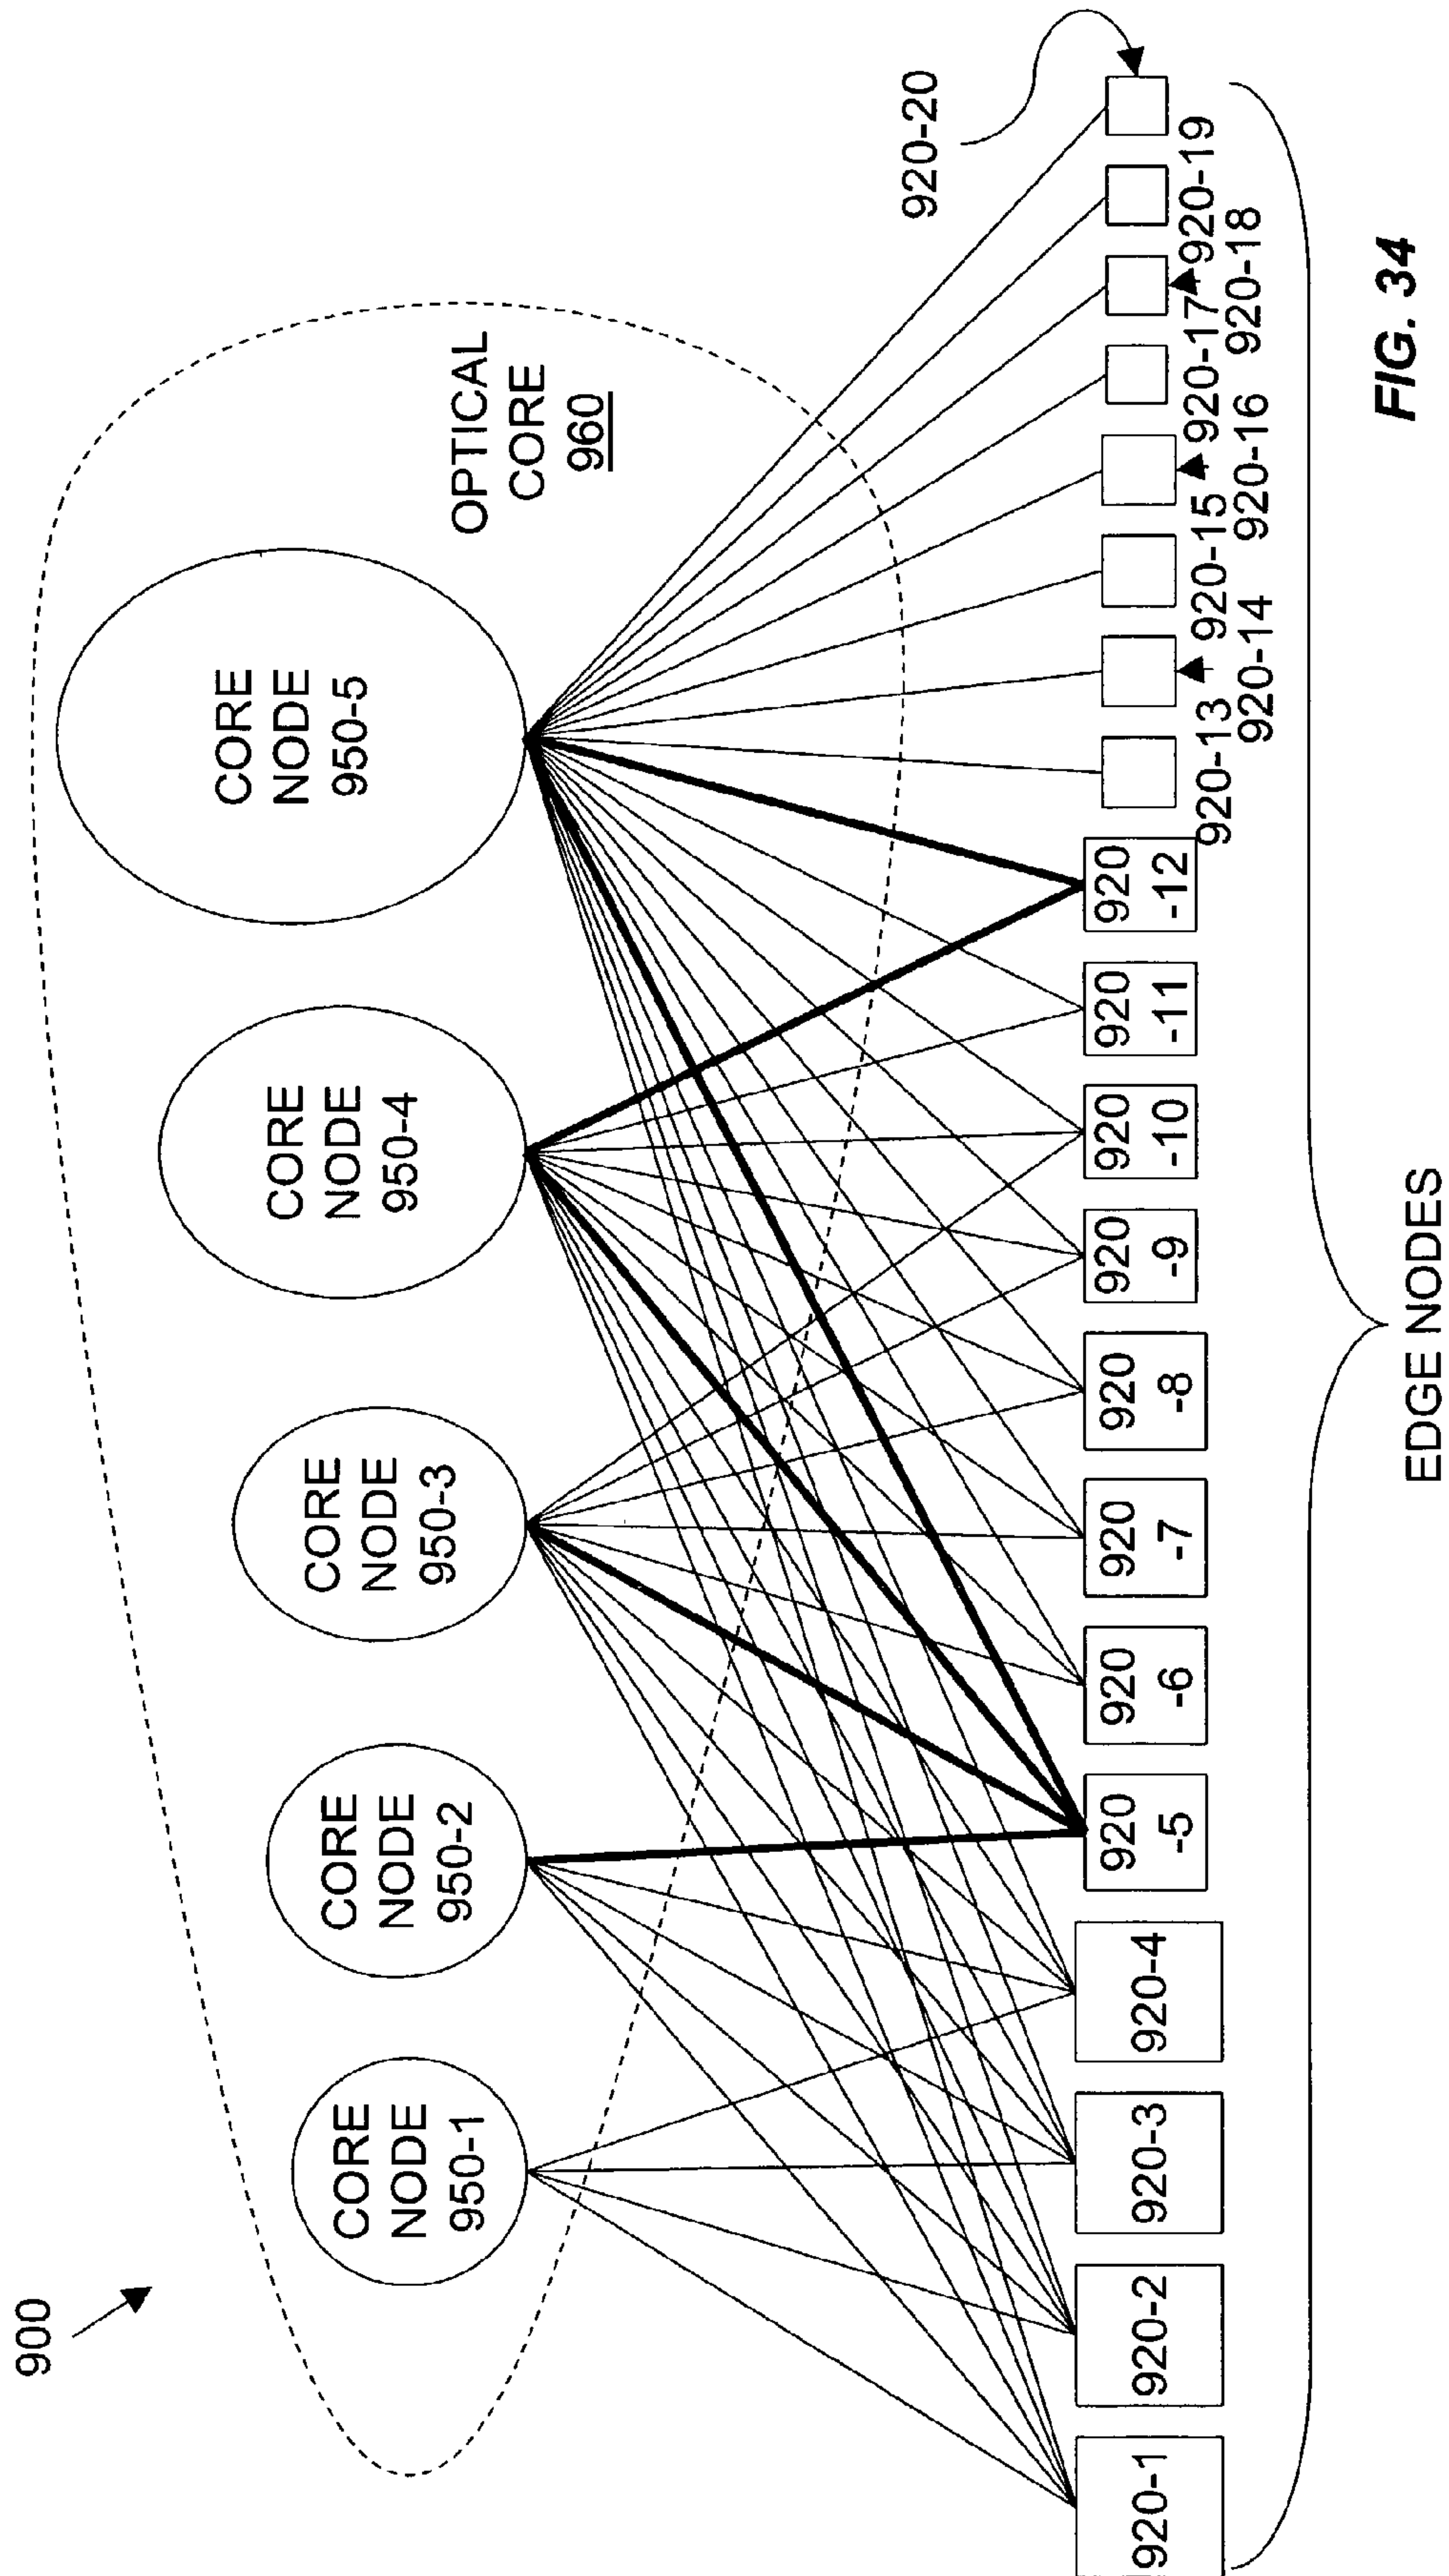 900
CORE
NODE
950-1
CORE
NODE
950-2
CORE
NODE
950-3
CORE
NODE
950-4
CORE
NODE
950-5
OPTICAL
CORE
960
920-20
920-1
920-2
920-3
920-4
920
-5
920
-6
920
-7
920
-8
920
-9
920
-10
920
-11
920
-12
920-13
920-14
920-15
920-16
920-17
920-18
920-19
EDGE NODES
FIG. 34